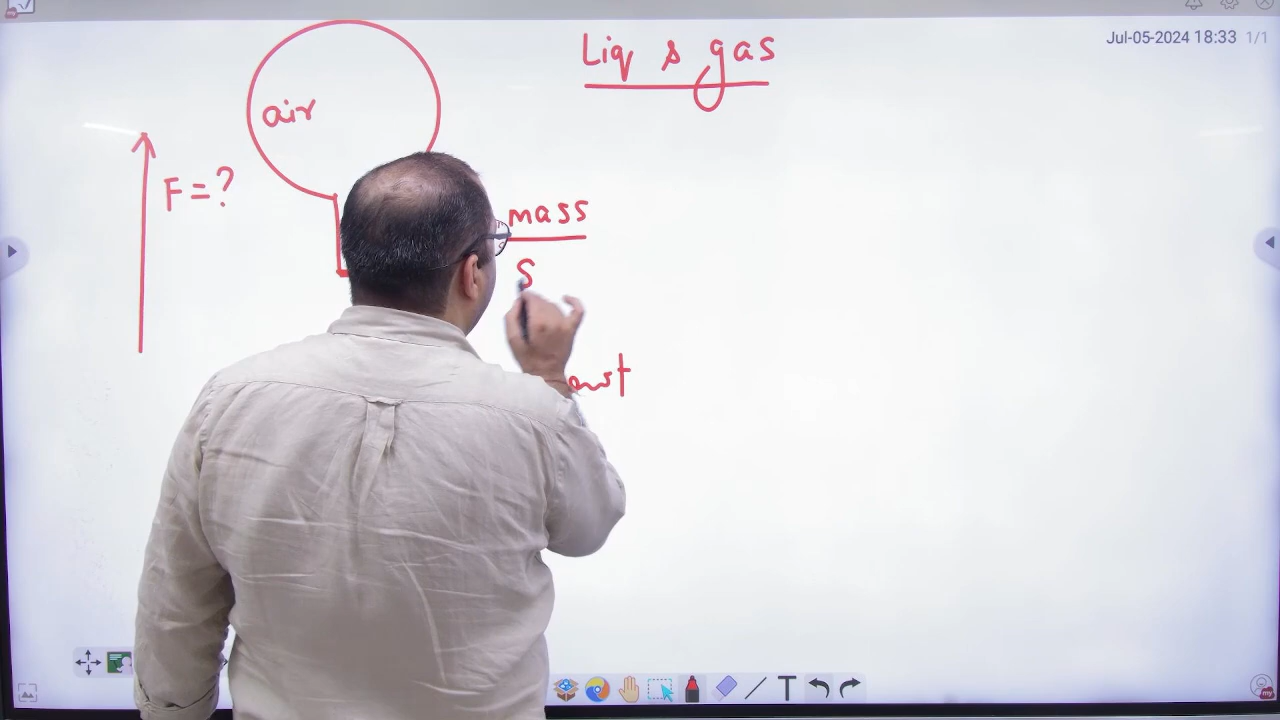 Jul-05-2024 18:33 1/1
Liq & gas
air
F = ?
mass
s
T